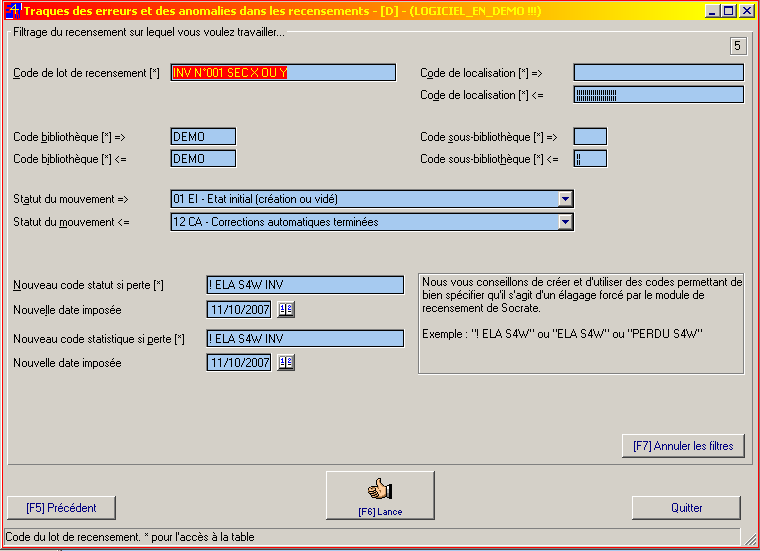 Traques des erreurs et des anomalies dans les recensements - [D] - (LOGICIEL_EN_DEMO !!!)
Filtrage du recensement sur lequel vous voulez travailler...
5
Code de lot de recensement [*] INV N°001 SEC X OU Y
Code de localisation [*] =>
Code de localisation [*] <=
Code bibliothèque [*] => DEMO
Code sous-bibliothèque [*] =>
Code bibliothèque [*] <= DEMO
Code sous-bibliothèque [*] <=
Statut du mouvement => 01 EI - Etat initial (création ou vidé)
Statut du mouvement <= 12 CA - Corrections automatiques terminées
Nouveau code statut si perte [*] ! ELA S4W INV
Nouvelle date imposée 11/10/2007
Nouveau code statistique si perte [*] ! ELA S4W INV
Nouvelle date imposée 11/10/2007
Nous vous conseillons de créer et d'utiliser des codes permettant de
bien spécifier qu'il s'agit d'un élagage forcé par le module de
recensement de Socrate.
Exemple : "! ELA S4W" ou "ELA S4W" ou "PERDU S4W"
[F7] Annuler les filtres
[F5] Précédent
[F6] Lance
Quitter
Code du lot de recensement. * pour l'accès à la table